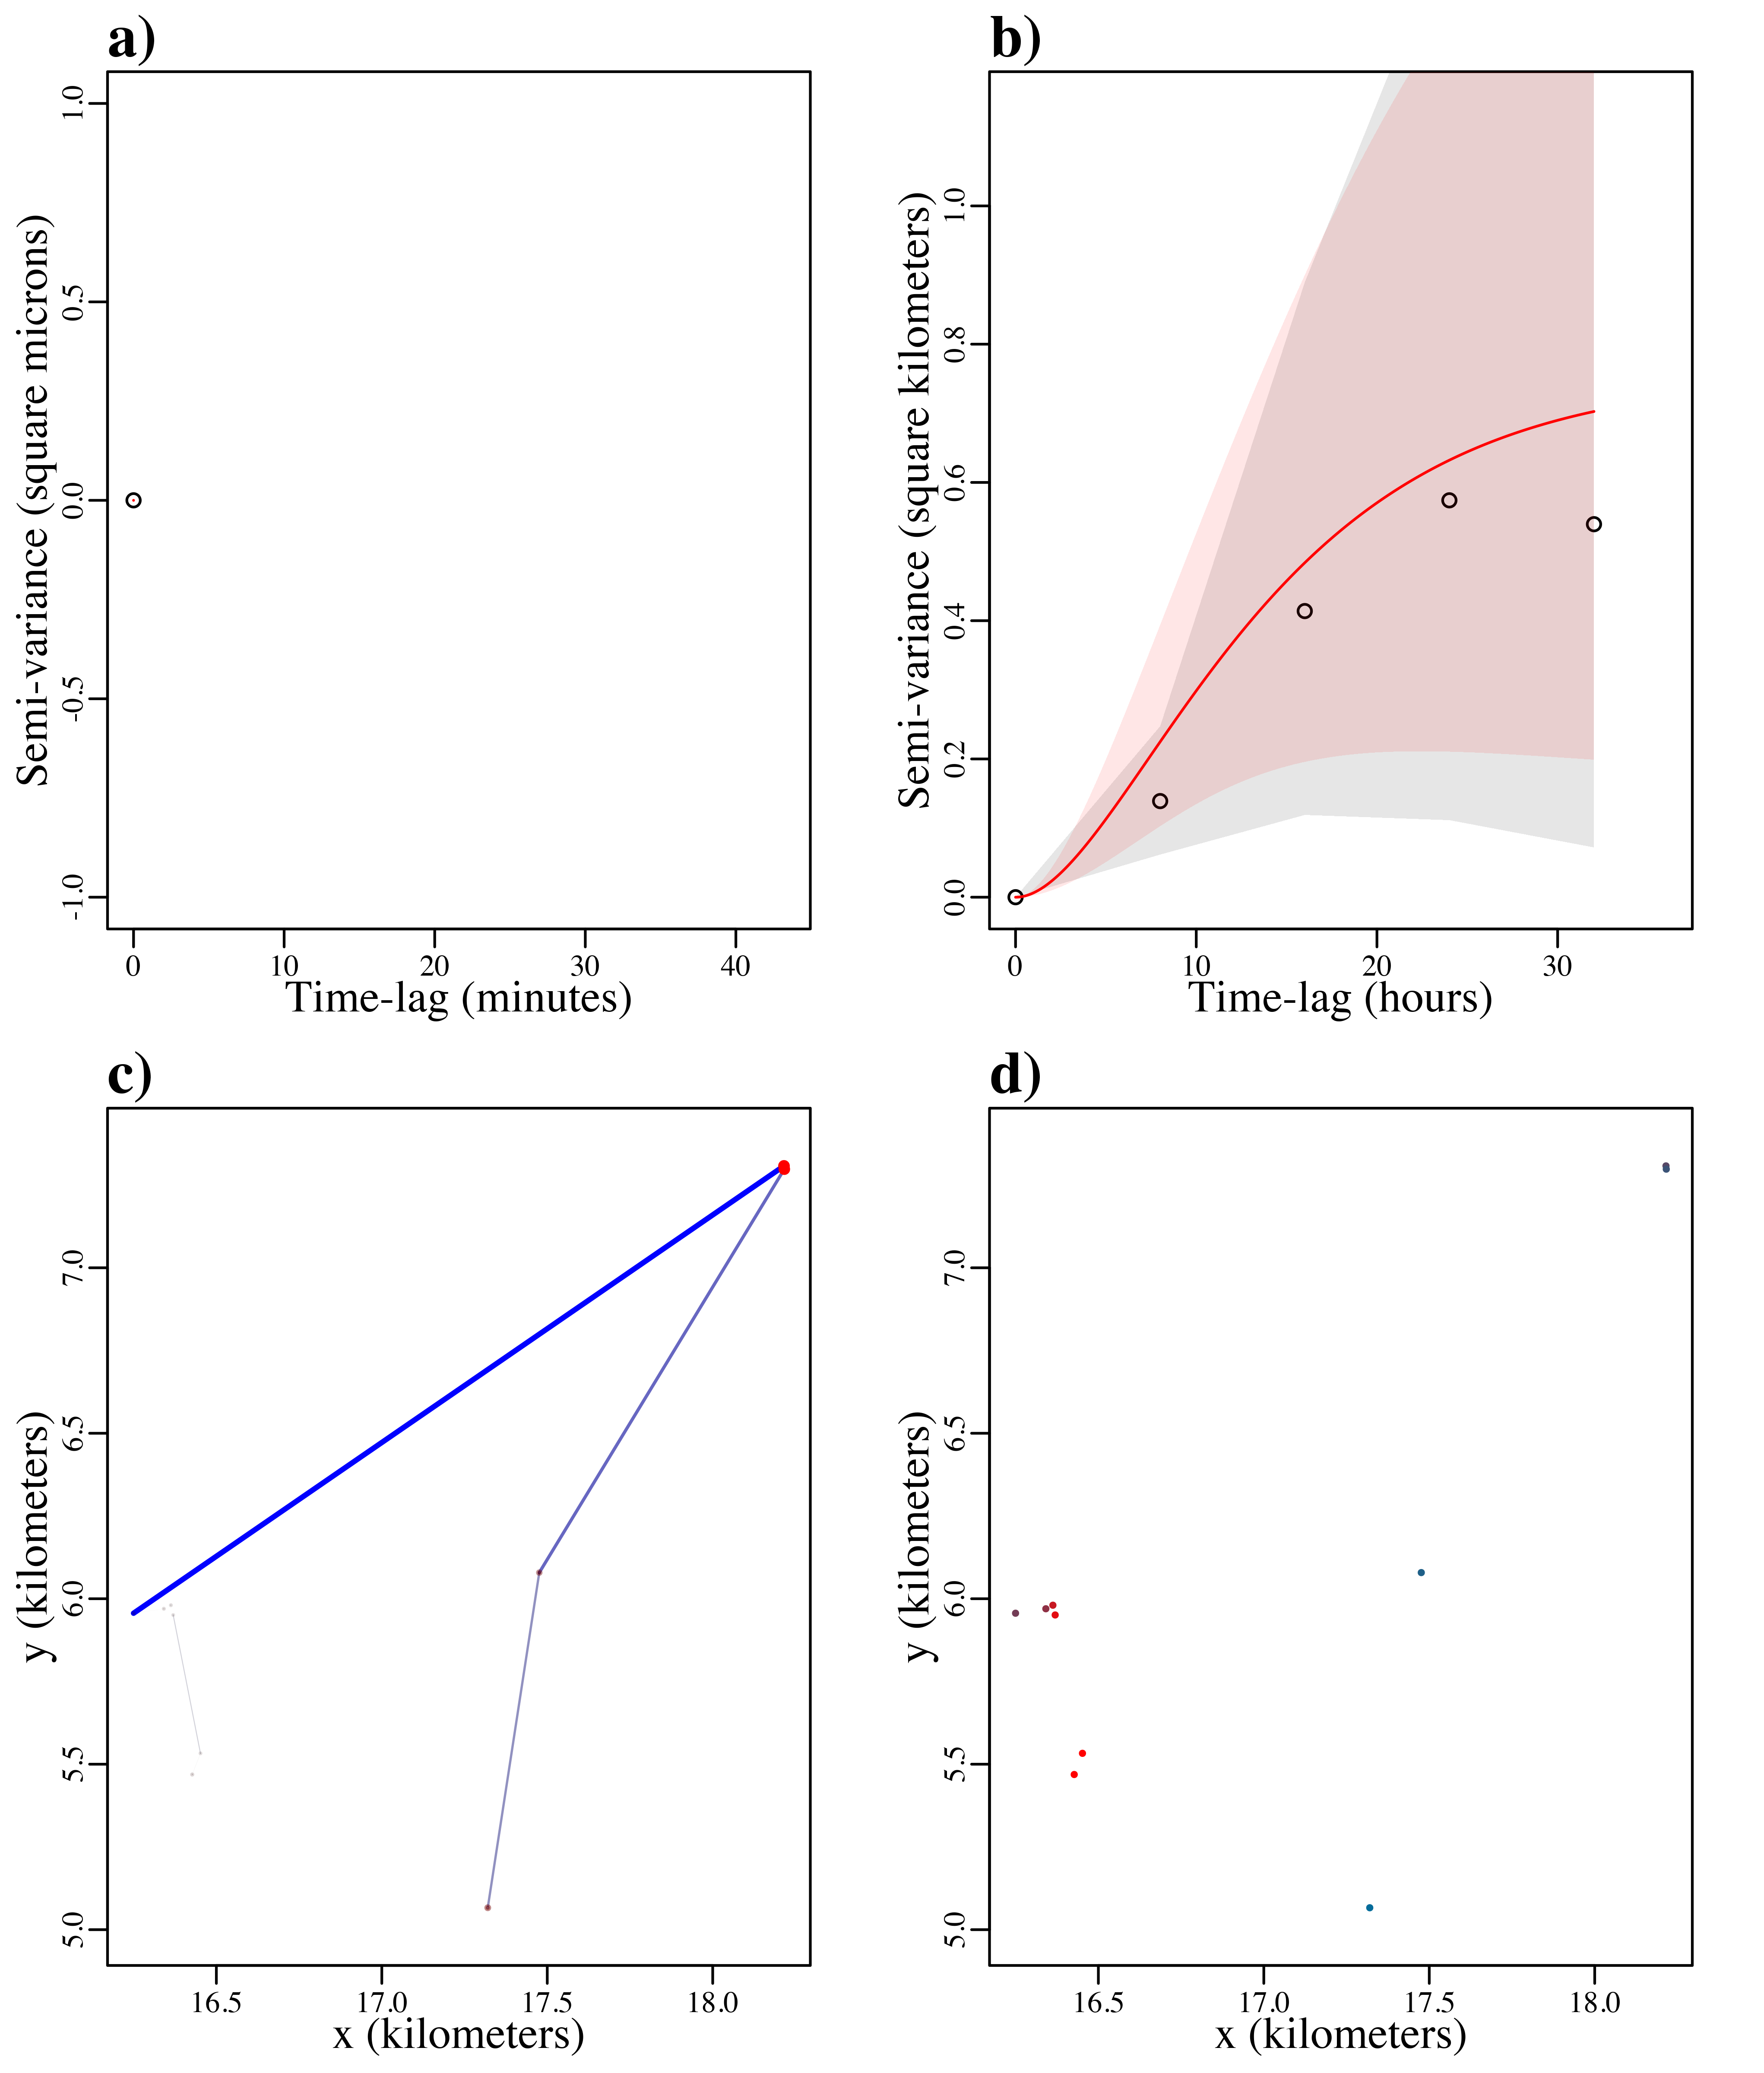 a)
Semi-variance (square microns)
1.0
0.5
0.0
-0.5
-1.0
0 10 20 30 40
Time-lag (minutes)
b)
Semi-variance (square kilometers)
1.0
0.8
0.6
0.4
0.2
0.0
0 10 20 30
Time-lag (hours)
c)
y (kilometers)
7.0
6.5
6.0
5.5
5.0
16.5 17.0 17.5 18.0
x (kilometers)
d)
y (kilometers)
7.0
6.5
6.0
5.5
5.0
16.5 17.0 17.5 18.0
x (kilometers)